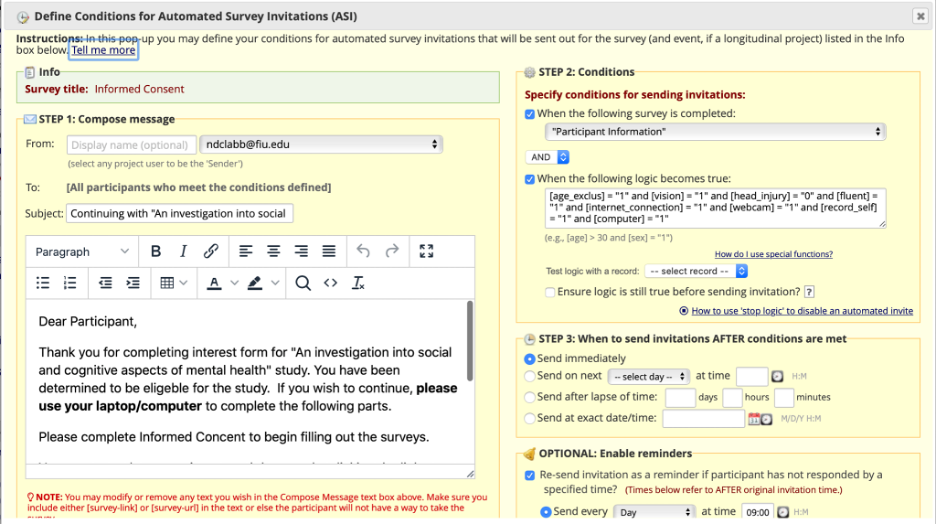 Define Conditions for Automated Survey Invitations (ASI)
Instructions: In this pop-up you may define your conditions for automated survey invitations that will be sent out for the survey (and event, if a longitudinal project) listed in the Info
box below. Tell me more
Info
Survey title: Informed Consent
STEP 1: Compose message
From: Display name (optional) ndclabb@fiu.edu
(select any project user to be the 'Sender')
To: [All participants who meet the conditions defined]
Subject: Continuing with "An investigation into social
Paragraph
Dear Participant,
Thank you for completing interest form for "An investigation into social
and cognitive aspects of mental health" study. You have been
determined to be eligeble for the study. If you wish to continue, please
use your laptop/computer to complete the following parts.
Please complete Informed Concent to begin filling out the surveys.
NOTE: You may modify or remove any text you wish in the Compose Message text box above. Make sure you
include either [survey-link] or [survey-url] in the text or else the participant will not have a way to take the
STEP 2: Conditions
Specify conditions for sending invitations:
When the following survey is completed:
"Participant Information"
AND
When the following logic becomes true:
[age_exclus] = "1" and [vision] = "1" and [head_injury] = "0" and [fluent] =
"1" and [internet_connection] = "1" and [webcam] = "1" and [record_self]
= "1" and [computer] = "1"
(e.g., [age] > 30 and [sex] = "1")
How do I use special functions?
Test logic with a record: -- select record --
Ensure logic is still true before sending invitation? ?
How to use 'stop logic' to disable an automated invite
STEP 3: When to send invitations AFTER conditions are met
Send immediately
Send on next -- select day -- at time H:M
Send after lapse of time: days hours minutes
Send at exact date/time: M/D/Y H:M
OPTIONAL: Enable reminders
Re-send invitation as a reminder if participant has not responded by a
specified time? (Times below refer to AFTER original invitation time.)
Send every Day at time 09:00 H:M